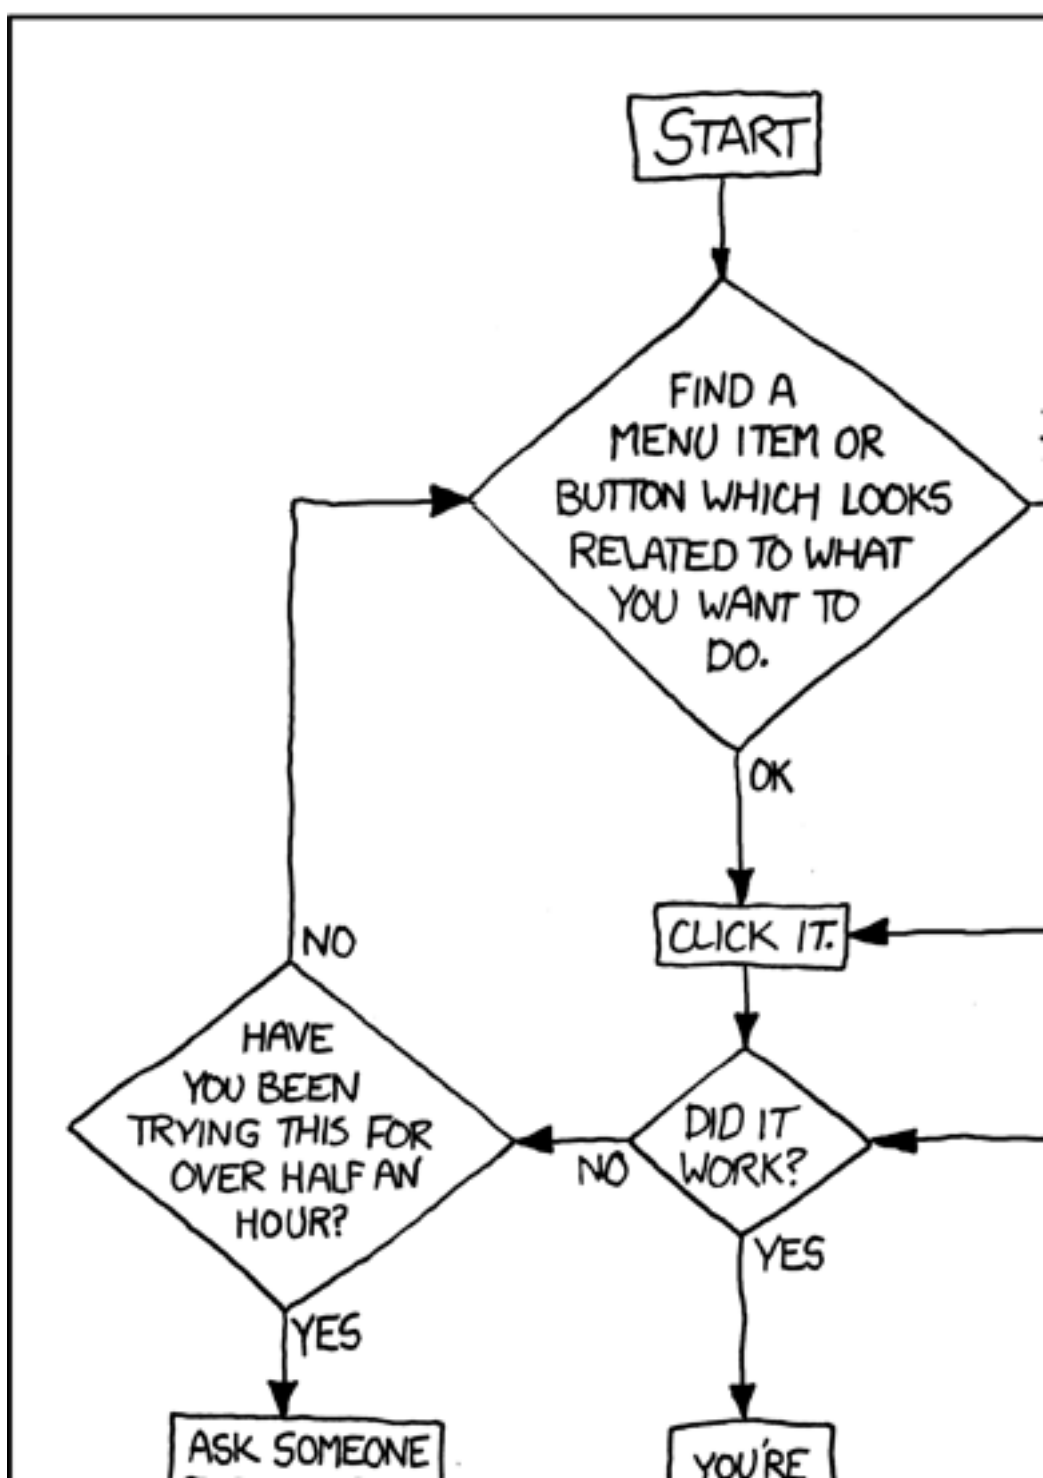 START
FIND A
MENU ITEM OR
BUTTON WHICH LOOKS
RELATED TO WHAT
YOU WANT TO
DO.
OK
CLICK IT.
NO
HAVE
YOU BEEN
TRYING THIS FOR
OVER HALF AN
HOUR?
DID IT
WORK?
NO
YES
YES
ASK SOMEONE
YOU'RE